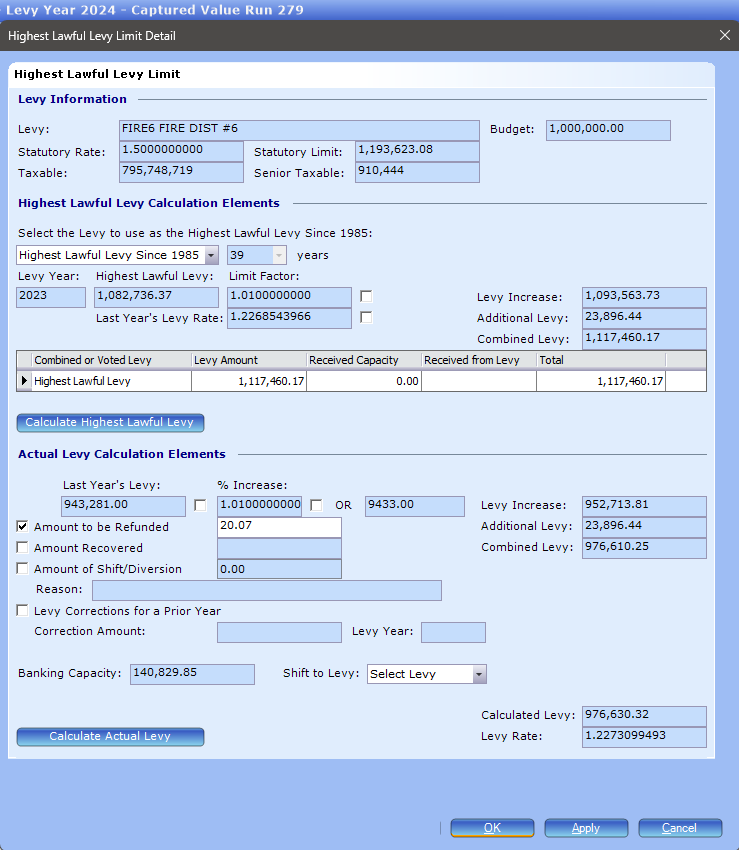 Levy Year 2024 - Captured Value Run 279
Highest Lawful Levy Limit Detail
Highest Lawful Levy Limit
Levy Information
Levy: FIRE6 FIRE DIST #6 Budget: 1,000,000.00
Statutory Rate: 1.5000000000 Statutory Limit: 1,193,623.08
Taxable: 795,748,719 Senior Taxable: 910,444
Highest Lawful Levy Calculation Elements
Select the Levy to use as the Highest Lawful Levy Since 1985:
Highest Lawful Levy Since 1985 39 years
Levy Year: Highest Lawful Levy: Limit Factor:
2023 1,082,736.37 1.0100000000 Levy Increase: 1,093,563.73
Last Year's Levy Rate: 1.2268543966 Additional Levy: 23,896.44
Combined Levy: 1,117,460.17
Combined or Voted Levy Levy Amount Received Capacity Received from Levy Total
Highest Lawful Levy 1,117,460.17 0.00 1,117,460.17
Calculate Highest Lawful Levy
Actual Levy Calculation Elements
Last Year's Levy: % Increase:
943,281.00 1.0100000000 OR 9433.00 Levy Increase: 952,713.81
Amount to be Refunded 20.07 Additional Levy: 23,896.44
Amount Recovered Combined Levy: 976,610.25
Amount of Shift/Diversion 0.00
Reason:
Levy Corrections for a Prior Year
Correction Amount: Levy Year:
Banking Capacity: 140,829.85 Shift to Levy: Select Levy
Calculated Levy: 976,630.32
Calculate Actual Levy Levy Rate: 1.2273099493
OK Apply Cancel